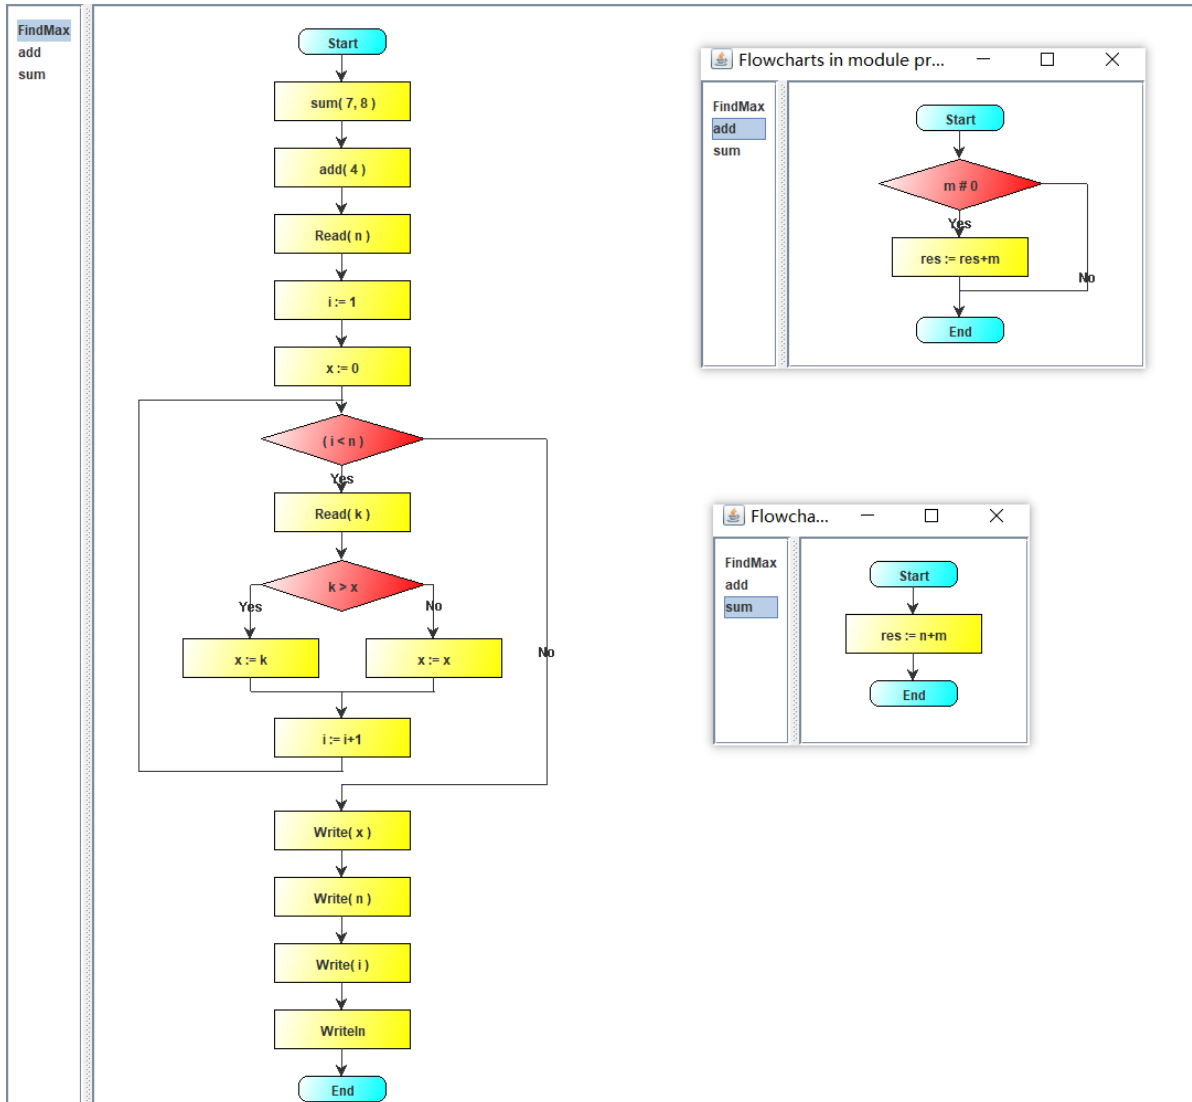 FindMax
add
sum
Start
sum( 7, 8 )
add( 4 )
Read( n )
i := 1
x := 0
( i < n )
Yes
Read( k )
k > x
Yes
No
x := k
x := x
No
i := i+1
Write( x )
Write( n )
Write( i )
Writeln
End
Flowcharts in module pr...
FindMax
add
sum
Start
m # 0
Yes
res := res+m
No
End
Flowcha...
FindMax
add
sum
Start
res := n+m
End